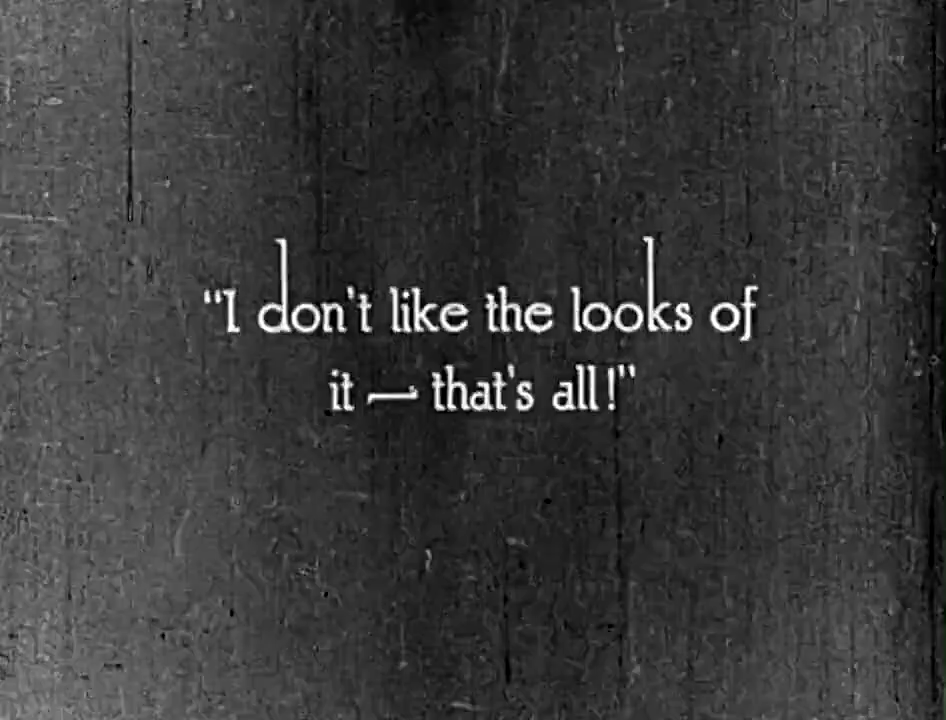 "I don't like the looks of
it — that's all!"